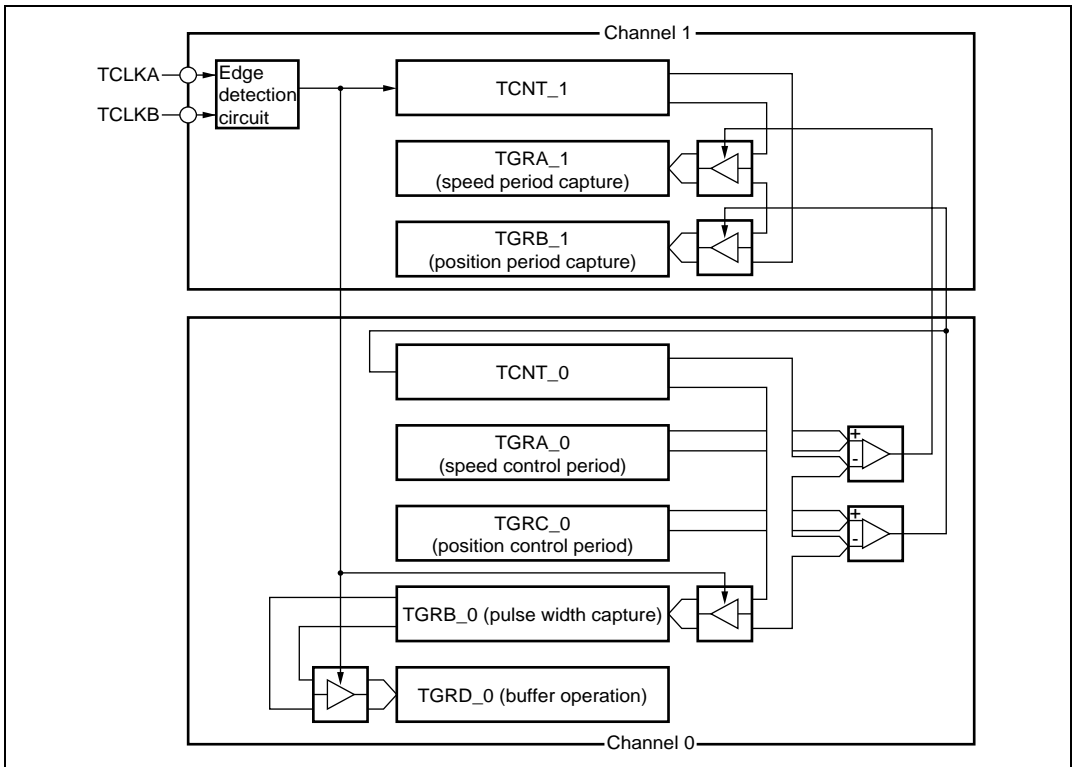 Channel 1
TCLKA
TCLKB
Edge
detection
circuit
TCNT_1
TGRA_1
(speed period capture)
TGRB_1
(position period capture)
TCNT_0
TGRA_0
(speed control period)
+
-
TGRC_0
(position control period)
+
-
TGRB_0 (pulse width capture)
TGRD_0 (buffer operation)
Channel 0